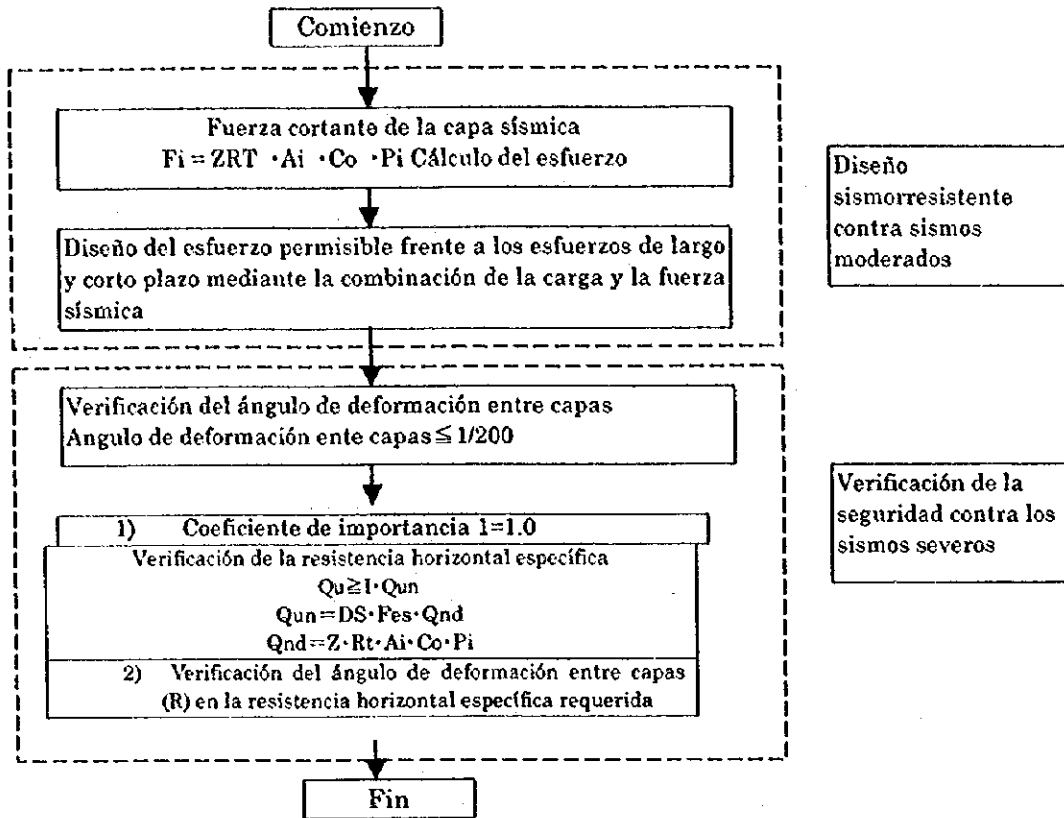 Comienzo
Fuerza cortante de la capa sísmica
Fi = ZRT ·Ai ·Co ·Pi Cálculo del esfuerzo
Diseño del esfuerzo permisible frente a los esfuerzos de largo
y corto plazo mediante la combinación de la carga y la fuerza
sísmica
Diseño
sismorresistente
contra sismos
moderados
Verificación del ángulo de deformación entre capas
Angulo de deformación ente capas≦1/200
1) Coeficiente de importancia 1=1.0
Verificación de la resistencia horizontal específica
Qu≧I·Qun
Qun=DS·Fes·Qnd
Qnd=Z·Rt·Ai·Co·Pi
2) Verificación del ángulo de deformación entre capas
(R) en la resistencia horizontal específica requerida
Verificación de la
seguridad contra los
sismos severos
Fin